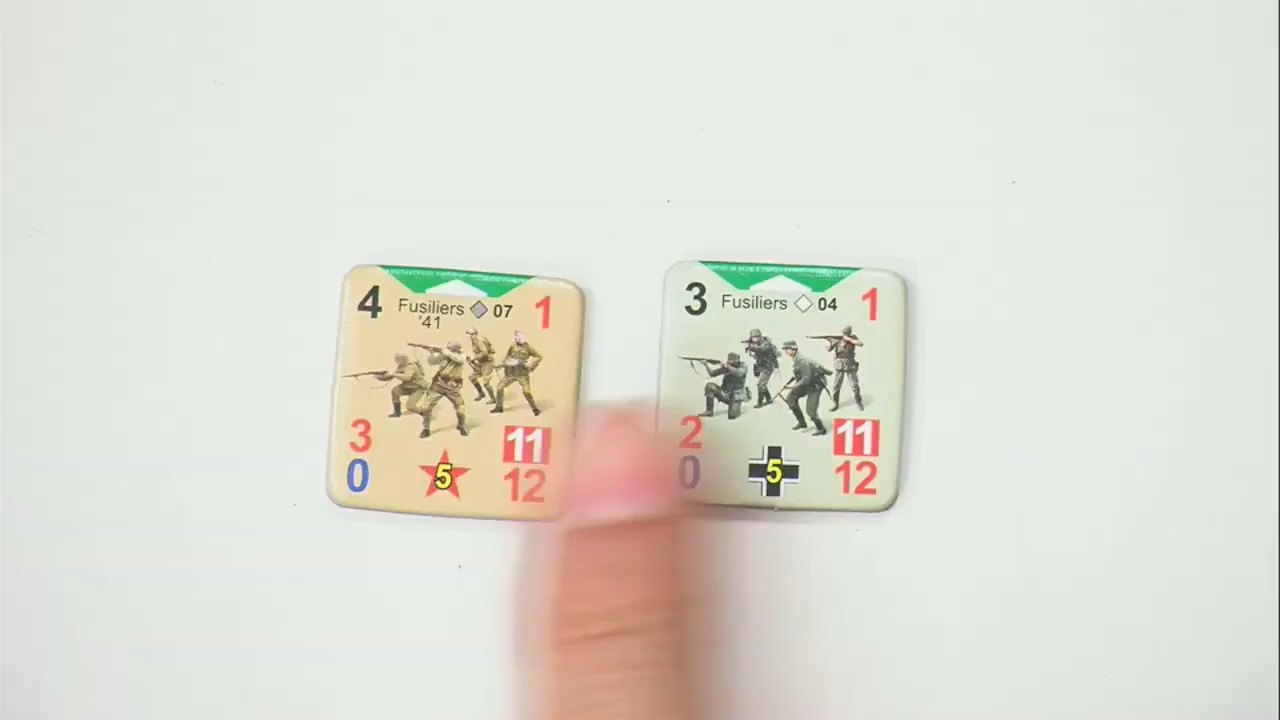 4 Fusiliers 07 1
'41
3 11
0 5 12
3 Fusiliers 04 1
2 11
0 5 12